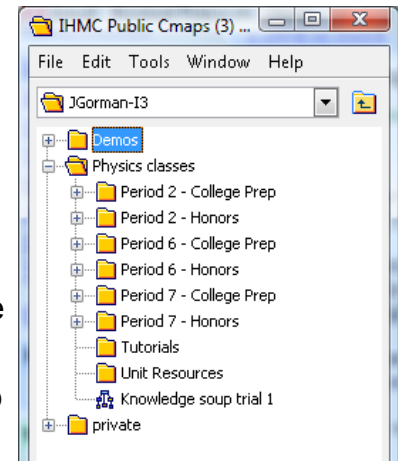 IHMC Public Cmaps (3) ...
File Edit Tools Window Help
JGorman-I3
Demos
Physics classes
Period 2 - College Prep
Period 2 - Honors
Period 6 - College Prep
Period 6 - Honors
Period 7 - College Prep
Period 7 - Honors
Tutorials
Unit Resources
Knowledge soup trial 1
private